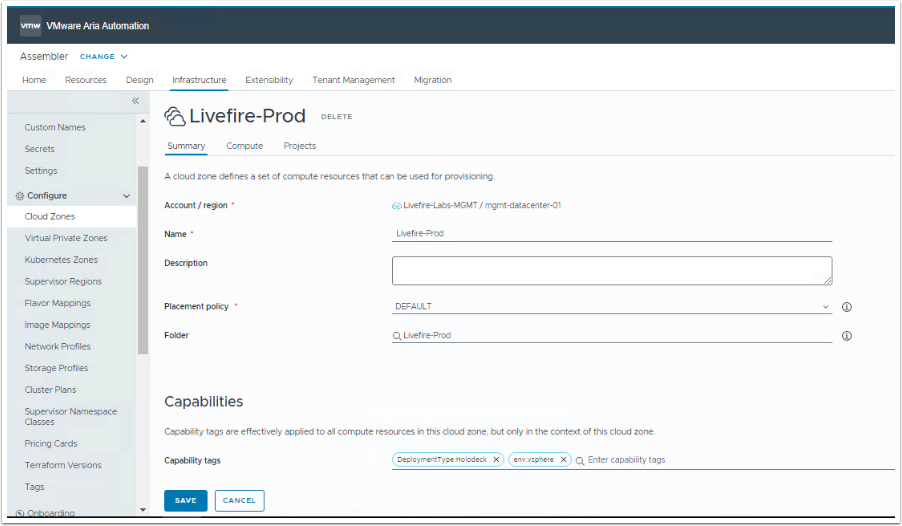 vmw VMware Aria Automation
Assembler CHANGE
Home Resources Design Infrastructure Extensibility Tenant Management Migration
Custom Names
Secrets
Settings
Configure
Cloud Zones
Virtual Private Zones
Kubernetes Zones
Supervisor Regions
Flavor Mappings
Image Mappings
Network Profiles
Storage Profiles
Cluster Plans
Supervisor Namespace
Classes
Pricing Cards
Terraform Versions
Tags
Onboarding
Livefire-Prod DELETE
Summary Compute Projects
A cloud zone defines a set of compute resources that can be used for provisioning.
Account / region * Livefire-Labs-MGMT / mgmt-datacenter-01
Name * Livefire-Prod
Description
Placement policy * DEFAULT
Folder Livefire-Prod
Capabilities
Capability tags are effectively applied to all compute resources in this cloud zone, but only in the context of this cloud zone.
Capability tags DeploymentType:Holodeck env:vsphere Enter capability tags
SAVE CANCEL